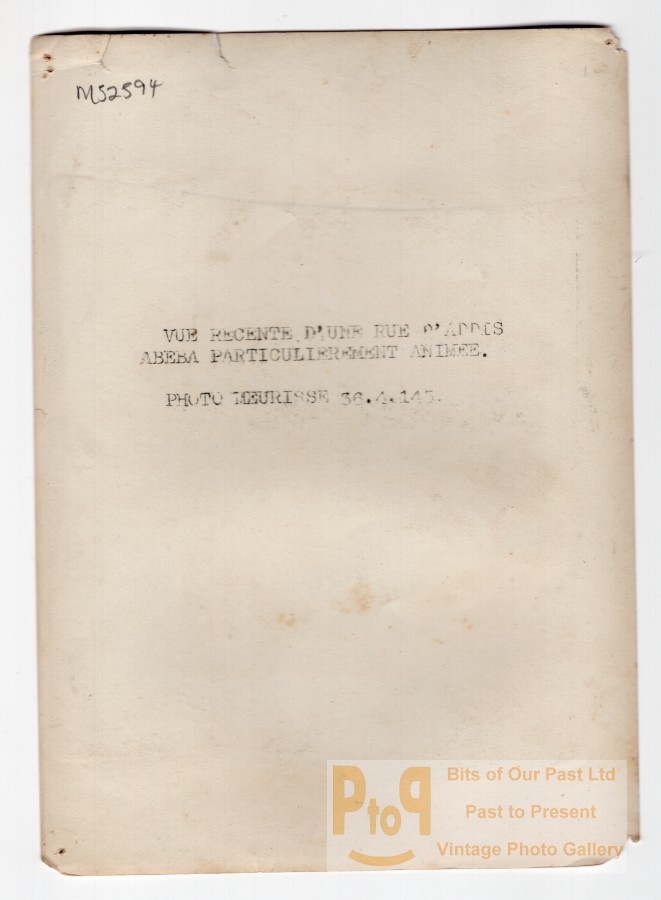 MS2594
VUE RECENTE D'UNE RUE D'ADDIS
ABEBA PARTICULIEREMENT ANIMEE.
PHOTO MEURISSE 36.4.145.
PtoP
Bits of Our Past Ltd
Past to Present
Vintage Photo Gallery